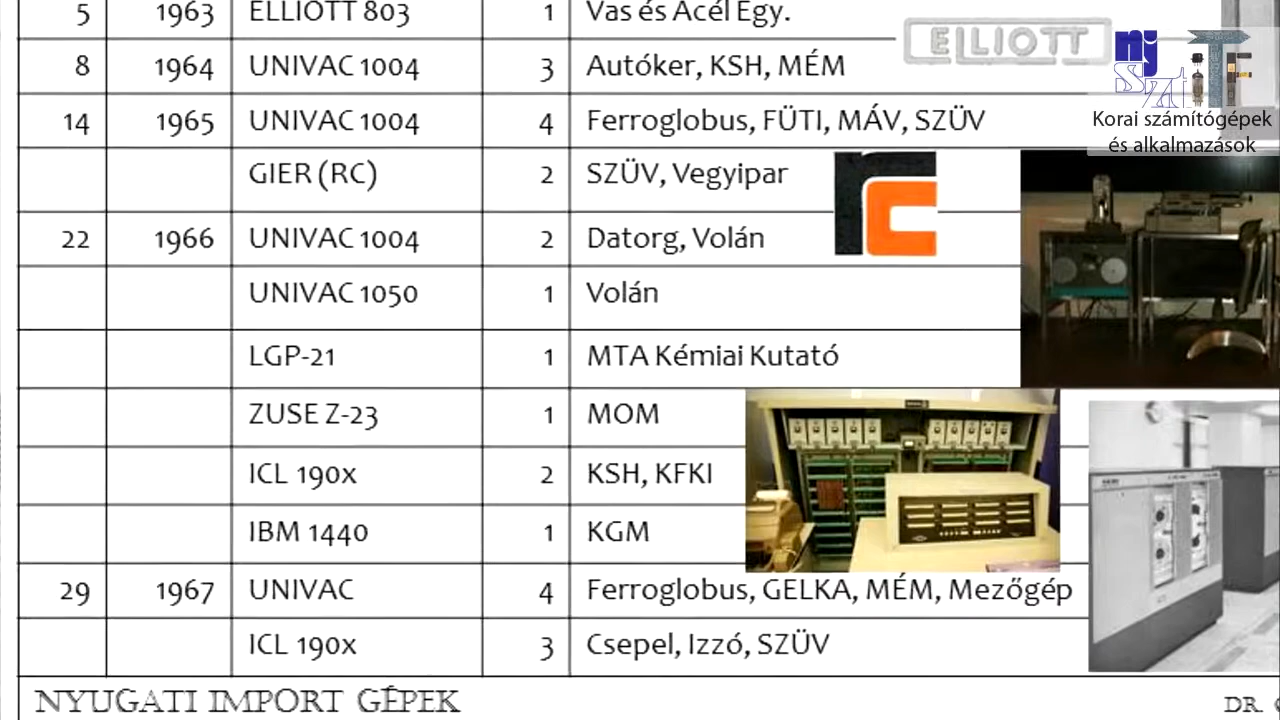 5 1963 ELLIOTT 803 1 Vas és Acél Egy.
ELLIOTT
8 1964 UNIVAC 1004 3 Autóker, KSH, MÉM
njszt iTF
Korai számítógépek
és alkalmazások
14 1965 UNIVAC 1004 4 Ferroglobus, FÜTI, MÁV, SZÜV
GIER (RC) 2 SZÜV, Vegyipar
rc
22 1966 UNIVAC 1004 2 Datorg, Volán
UNIVAC 1050 1 Volán
LGP-21 1 MTA Kémiai Kutató
ZUSE Z-23 1 MOM
ICL 190x 2 KSH, KFKI
IBM 1440 1 KGM
29 1967 UNIVAC 4 Ferroglobus, GELKA, MÉM, Mezőgép
ICL 190x 3 Csepel, Izzó, SZÜV
NYUGATI IMPORT GÉPEK
DR.